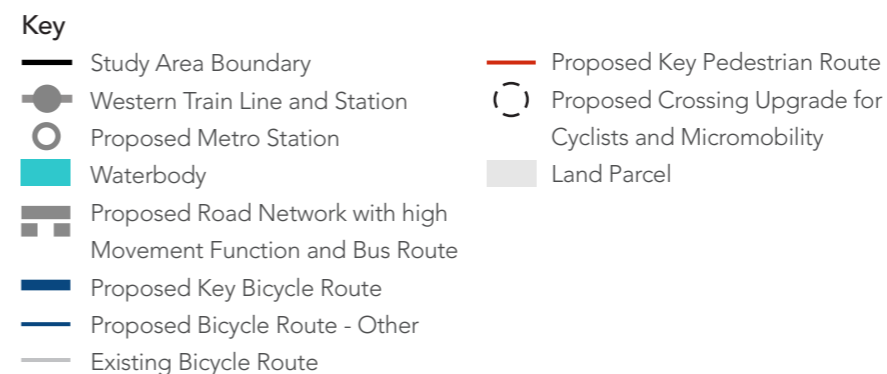 Key
Study Area Boundary
Western Train Line and Station
Proposed Metro Station
Waterbody
Proposed Road Network with high
Movement Function and Bus Route
Proposed Key Bicycle Route
Proposed Bicycle Route - Other
Existing Bicycle Route
Proposed Key Pedestrian Route
Proposed Crossing Upgrade for
Cyclists and Micromobility
Land Parcel